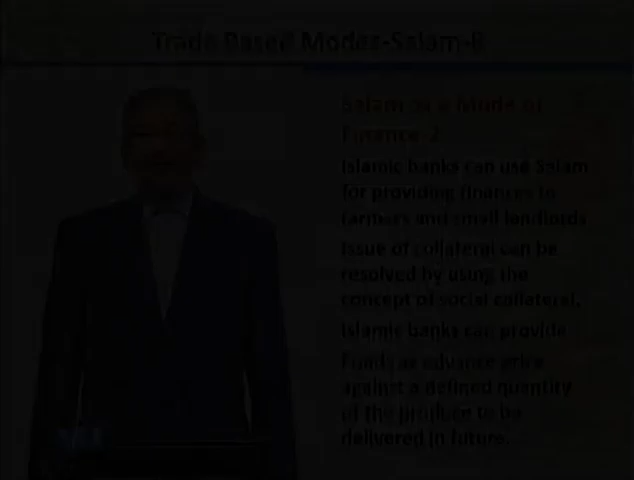 Trade Based Modes-Salam-II
Salam as a Mode of
Finance-2
Islamic banks can use Salam
for providing finances to
farmers and small landlords
Issue of collateral can be
resolved by using the
concept of social collateral.
Islamic banks can provide
Funds as advance price
against a defined quantity
of the produce to be
delivered in future.